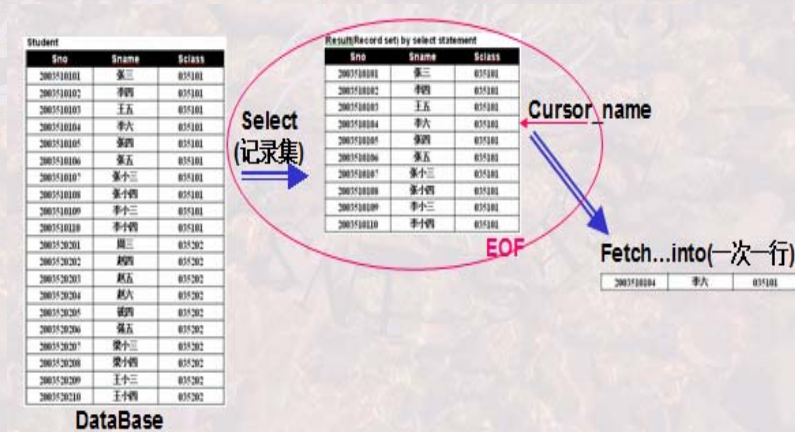 Student
Sno Sname Sclass
2003510101 张三 035101
2003510102 李四 035101
2003510103 王五 035101
2003510104 李六 035101
2003510105 张四 035101
2003510106 张五 035101
2003510107 张小三 035101
2003510108 张小四 035101
2003510109 李小三 035101
2003510110 李小四 035101
2003520201 周三 035202
2003520202 赵四 035202
2003520203 赵五 035202
2003520204 赵六 035202
2003520205 035202
2003520206 张五 035202
2003520207 梁小三 035202
2003520208 梁小四 035202
2003520209 王小三 035202
2003520210 王小四 035202
DataBase
Select
(记录集)
Result(Record set) by select statement
Sno Sname Sclass
2003510101 张三 035101
2003510102 李四 035101
2003510103 王五 035101
2003510104 李六 035101
2003510105 张四 035101
2003510106 张五 035101
2003510107 张小三 035101
2003510108 张小四 035101
2003510109 李小三 035101
2003510110 李小四 035101
EOF
Cursor_name
Fetch...into(一次一行)
2003510104 李六 035101